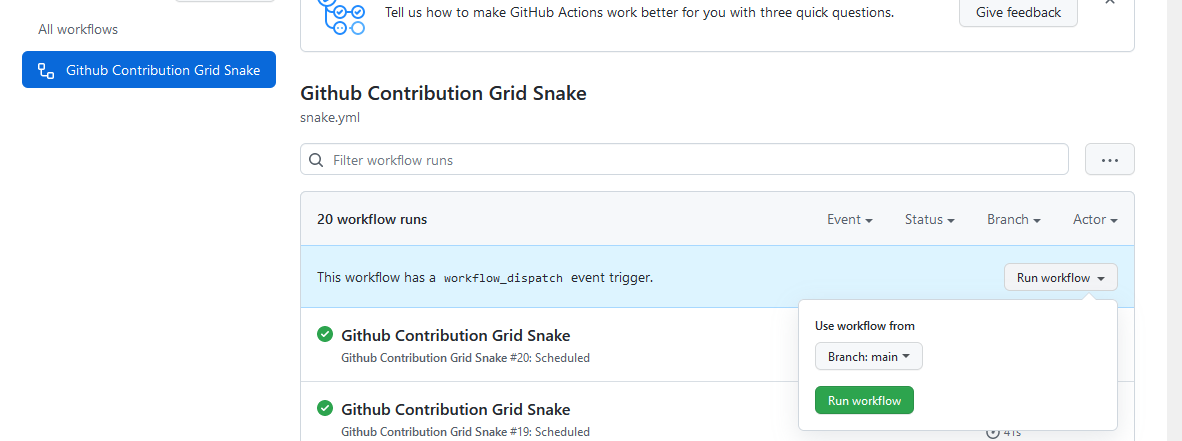 Tell us how to make GitHub Actions work better for you with three quick questions.
Give feedback
All workflows
Github Contribution Grid Snake
Github Contribution Grid Snake
snake.yml
Filter workflow runs
20 workflow runs
Event
Status
Branch
Actor
This workflow has a workflow_dispatch event trigger.
Run workflow
Use workflow from
Branch: main
Run workflow
Github Contribution Grid Snake
Github Contribution Grid Snake #20: Scheduled
Github Contribution Grid Snake
Github Contribution Grid Snake #19: Scheduled
41s